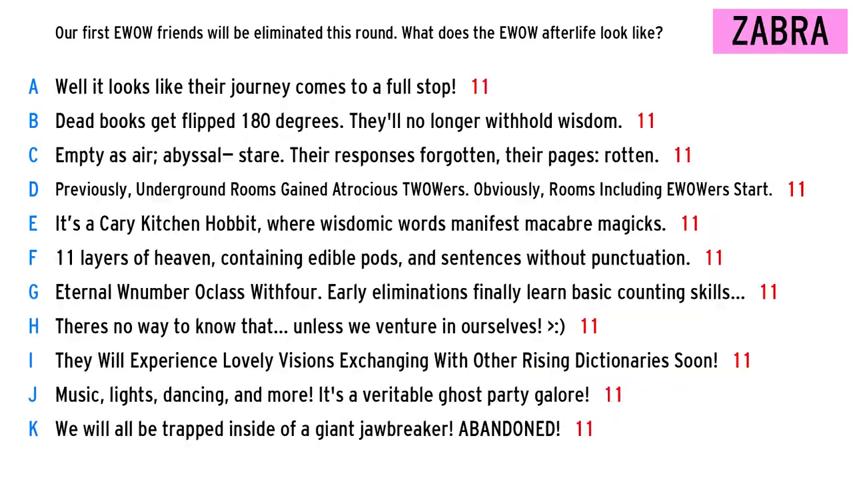 Our first EWOW friends will be eliminated this round. What does the EWOW afterlife look like?
ZABRA
A Well it looks like their journey comes to a full stop! 11
B Dead books get flipped 180 degrees. They'll no longer withhold wisdom. 11
C Empty as air; abyssal— stare. Their responses forgotten, their pages: rotten. 11
D Previously, Underground Rooms Gained Atrocious TWOWers. Obviously, Rooms Including EWOWers Start. 11
E It's a Cary Kitchen Hobbit, where wisdomic words manifest macabre magicks. 11
F 11 layers of heaven, containing edible pods, and sentences without punctuation. 11
G Eternal Wnumber Oclass Withfour. Early eliminations finally learn basic counting skills... 11
H Theres no way to know that... unless we venture in ourselves! >:) 11
I They Will Experience Lovely Visions Exchanging With Other Rising Dictionaries Soon! 11
J Music, lights, dancing, and more! It's a veritable ghost party galore! 11
K We will all be trapped inside of a giant jawbreaker! ABANDONED! 11